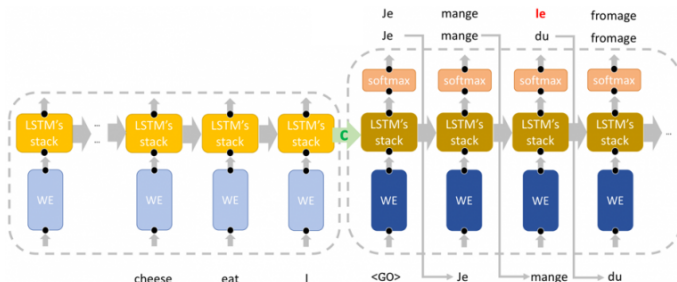 Je mange le fromage
Je mange du fromage
softmax softmax softmax softmax
LSTM's stack ... LSTM's stack LSTM's stack LSTM's stack C LSTM's stack LSTM's stack LSTM's stack LSTM's stack ...
WE WE WE WE WE WE WE WE
cheese eat I <GO> Je mange du